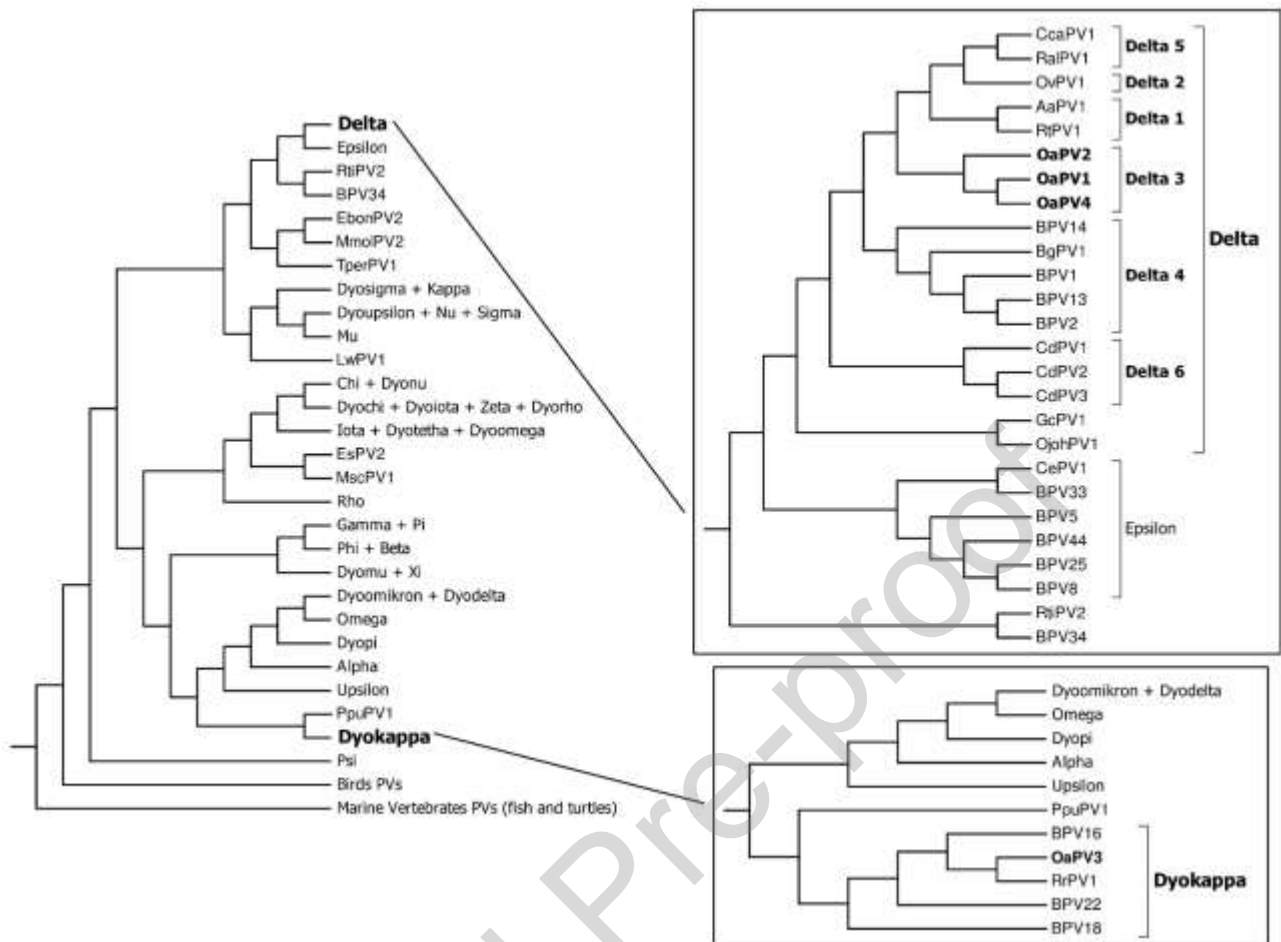 Delta
Epsilon
RtiPV2
BPV34
EbonPV2
MmolPV2
TperPV1
Dyosigma + Kappa
Dyoupsilon + Nu + Sigma
Mu
LwPV1
Chi + Dyonu
Dyochi + Dyoiota + Zeta + Dyorho
Iota + Dyotetha + Dyoomega
EsPV2
MscPV1
Rho
Gamma + Pi
Phi + Beta
Dyomu + Xi
Dyoomikron + Dyodelta
Omega
Dyopi
Alpha
Upsilon
PpuPV1
Dyokappa
Psi
Birds PVs
Marine Vertebrates PVs (fish and turtles)
CcaPV1
RalPV1
Delta 5
OvPV1
Delta 2
AaPV1
RtPV1
Delta 1
OaPV2
OaPV1
OaPV4
Delta 3
BPV14
BgPV1
BPV1
BPV13
BPV2
Delta 4
CdPV1
CdPV2
CdPV3
Delta 6
GcPV1
OjohPV1
Delta
CePV1
BPV33
BPV5
BPV44
BPV25
BPV8
Epsilon
RtiPV2
BPV34
Dyoomikron + Dyodelta
Omega
Dyopi
Alpha
Upsilon
PpuPV1
BPV16
OaPV3
RrPV1
BPV22
BPV18
Dyokappa
Pre-proof